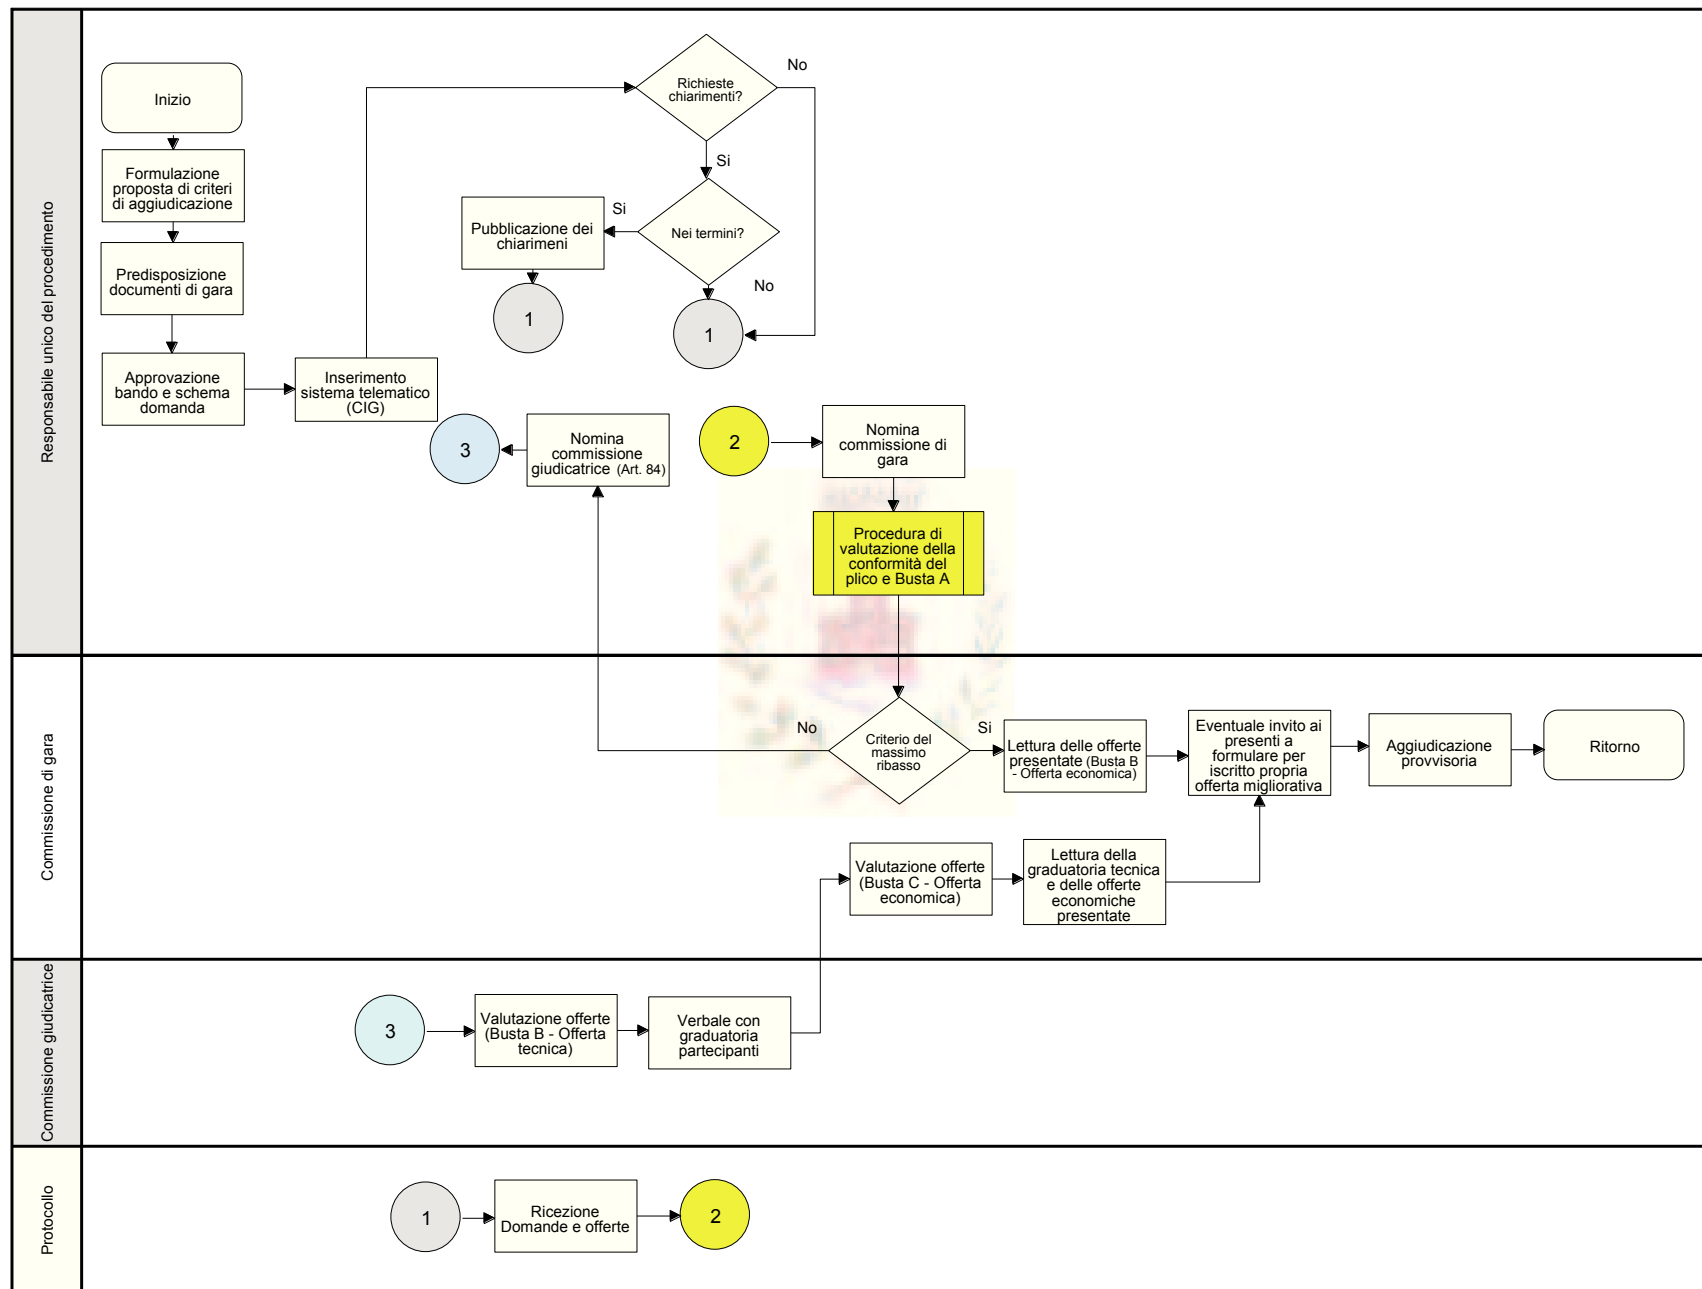 Responsabile unico del procedimento
Inizio
Formulazione
proposta di criteri
di aggiudicazione
Predisposizione
documenti di gara
Approvazione
bando e schema
domanda
Inserimento
sistema telematico
(CIG)
Richieste
chiarimenti?
No
Si
Nei termini?
Si
No
Pubblicazione dei
chiarimeni
1
1
3
Nomina
commissione
giudicatrice (Art. 84)
2
Nomina
commissione di
gara
Procedura di
valutazione della
conformità del
plico e Busta A
Commissione di gara
No
Criterio del
massimo
ribasso
Si
Lettura delle offerte
presentate (Busta B
- Offerta economica)
Eventuale invito ai
presenti a
formulare per
iscritto propria
offerta migliorativa
Aggiudicazione
provvisoria
Ritorno
Valutazione offerte
(Busta C - Offerta
economica)
Lettura della
graduatoria tecnica
e delle offerte
economiche
presentate
Commissione giudicatrice
3
Valutazione offerte
(Busta B - Offerta
tecnica)
Verbale con
graduatoria
partecipanti
Protocollo
1
Ricezione
Domande e offerte
2